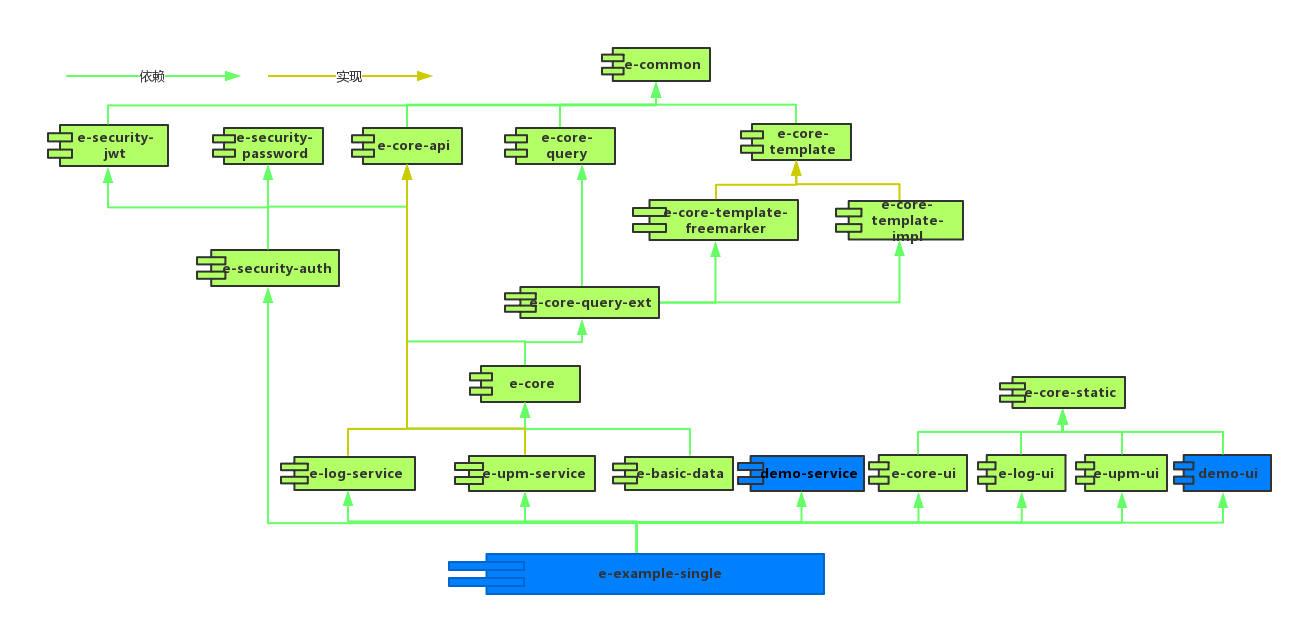 e-common
依赖
实现
e-security-
jwt
e-security-
password
e-core-api
e-core-
query
e-core-
template
e-core-template-
freemarker
e-core-
template-
impl
e-security-auth
e-core-query-ext
e-core
e-core-static
e-log-service
e-upm-service
e-basic-data
demo-service
e-core-ui
e-log-ui
e-upm-ui
demo-ui
e-example-single